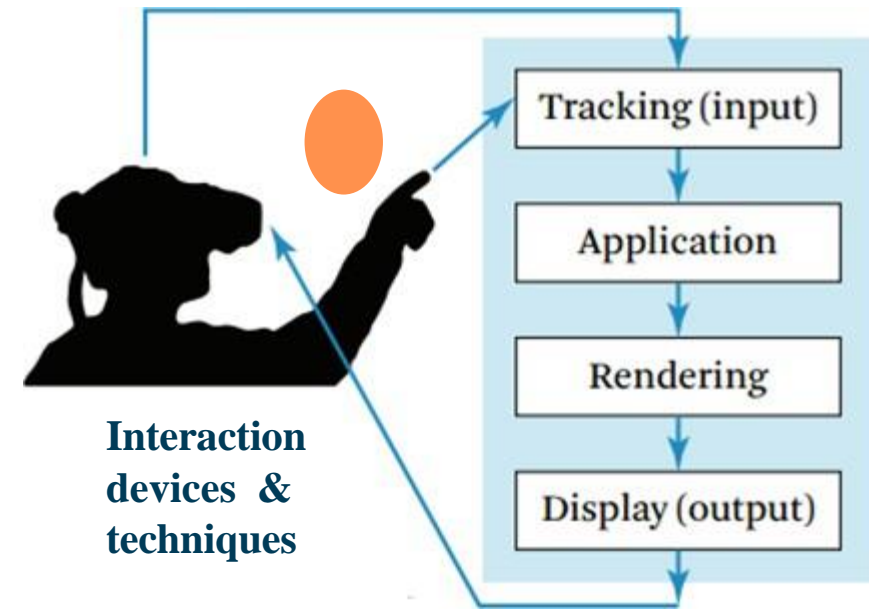 Tracking (input)
Application
Rendering
Display (output)
Interaction
devices & 
techniques